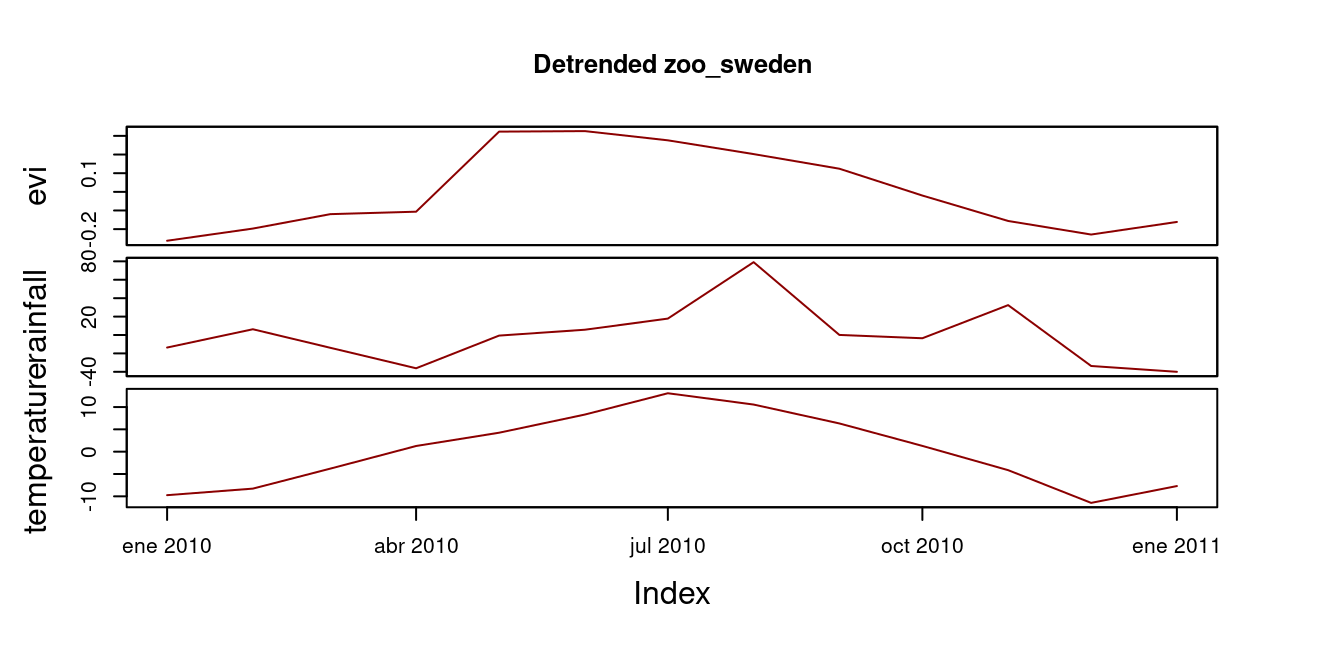 Detrended zoo_sweden
evi
0.1
-0.2
rainfall
80
20
-40
temperature
10
0
-10
ene 2010
abr 2010
jul 2010
oct 2010
ene 2011
Index